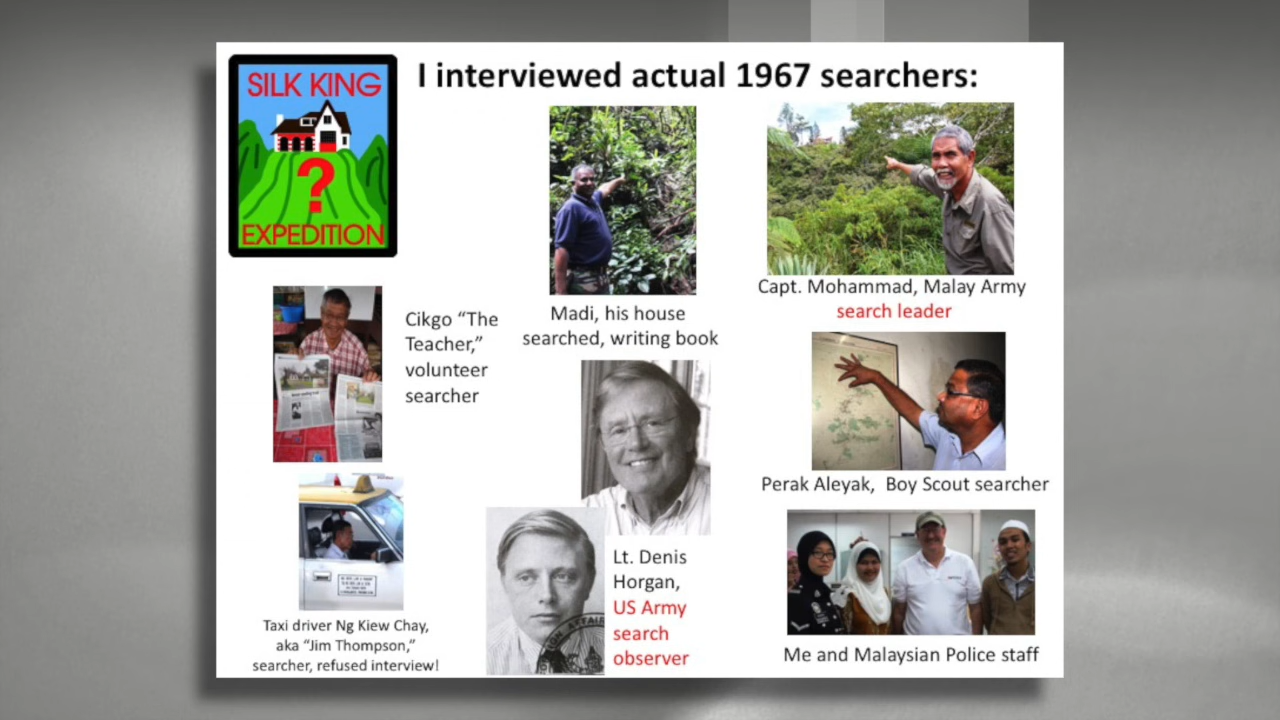 SILK KING
?
EXPEDITION
I interviewed actual 1967 searchers:
Madi, his house
searched, writing book
Capt. Mohammad, Malay Army
search leader
Cikgo “The
Teacher,”
volunteer
searcher
Perak Aleyak, Boy Scout searcher
Lt. Denis
Horgan,
US Army
search
observer
Taxi driver Ng Kiew Chay,
aka “Jim Thompson,”
searcher, refused interview!
Me and Malaysian Police staff